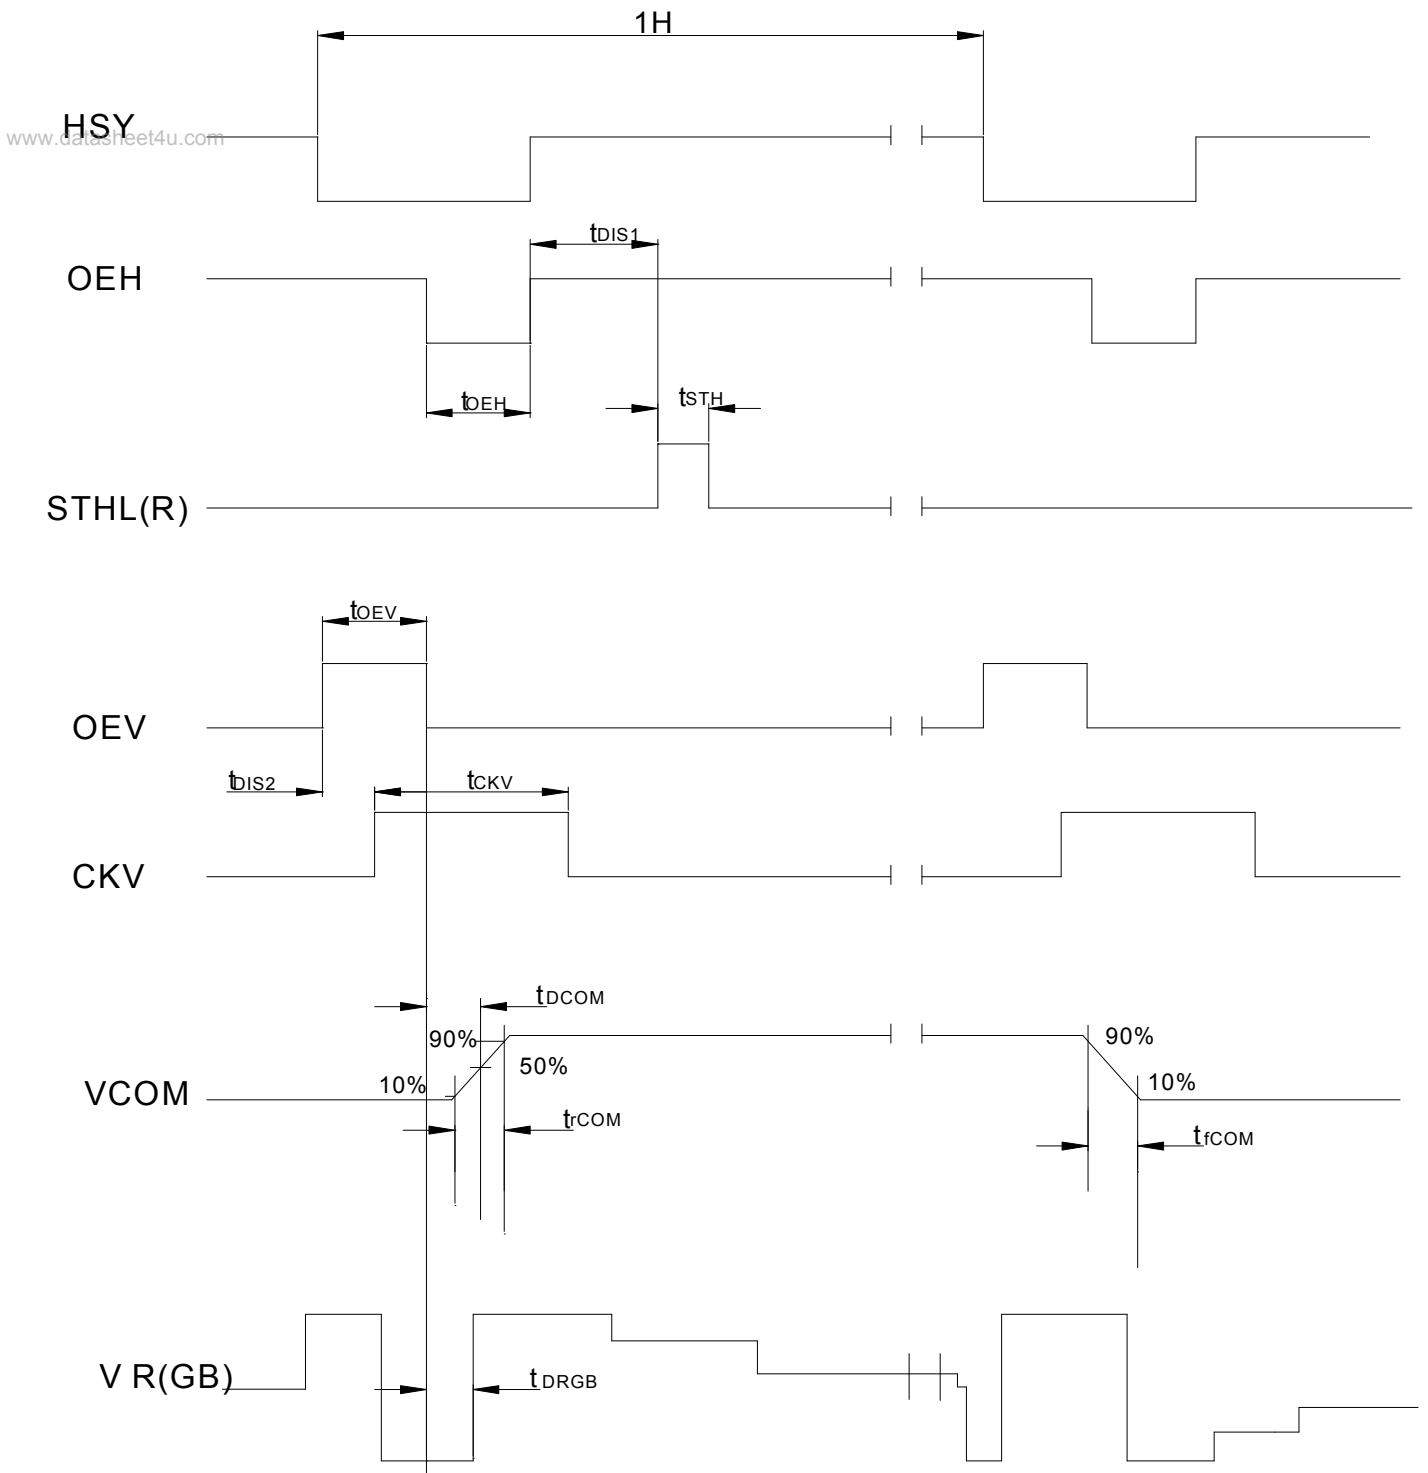 1H
HSY
www.datasheet4u.com
tDIS1
OEH
tOEH
tSTH
STHL(R)
tOEV
OEV
tDIS2
tCKV
CKV
tDCOM
90%
50%
90%
10%
10%
VCOM
trCOM
tfCOM
V R(GB)
tDRGB